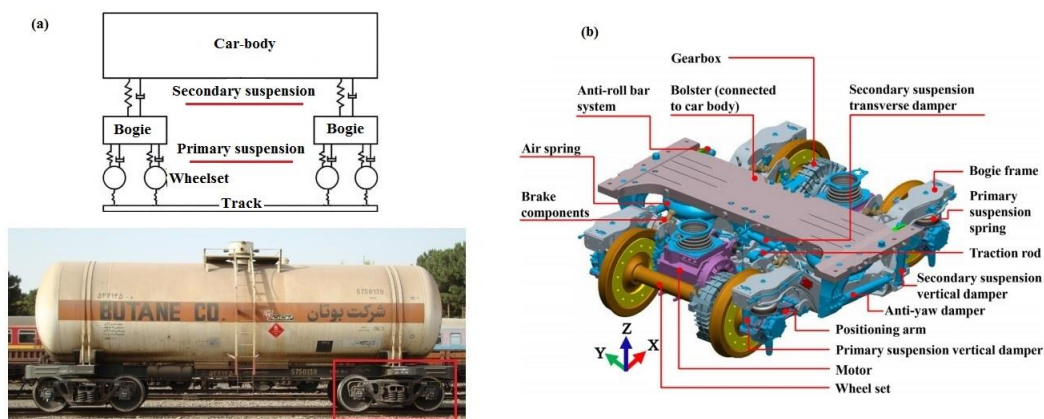 (a)
Car-body
Secondary suspension
Bogie
Bogie
Primary suspension
Wheelset
Track
BUTANE CO.
شرکت بوتان
(b)
Gearbox
Anti-roll bar
system
Bolster (connected
to car body)
Secondary suspension
transverse damper
Air spring
Bogie frame
Brake
components
Primary
suspension
spring
Traction rod
Secondary suspension
vertical damper
Anti-yaw damper
Positioning arm
Primary suspension vertical damper
Motor
Wheel set
Z
Y
X